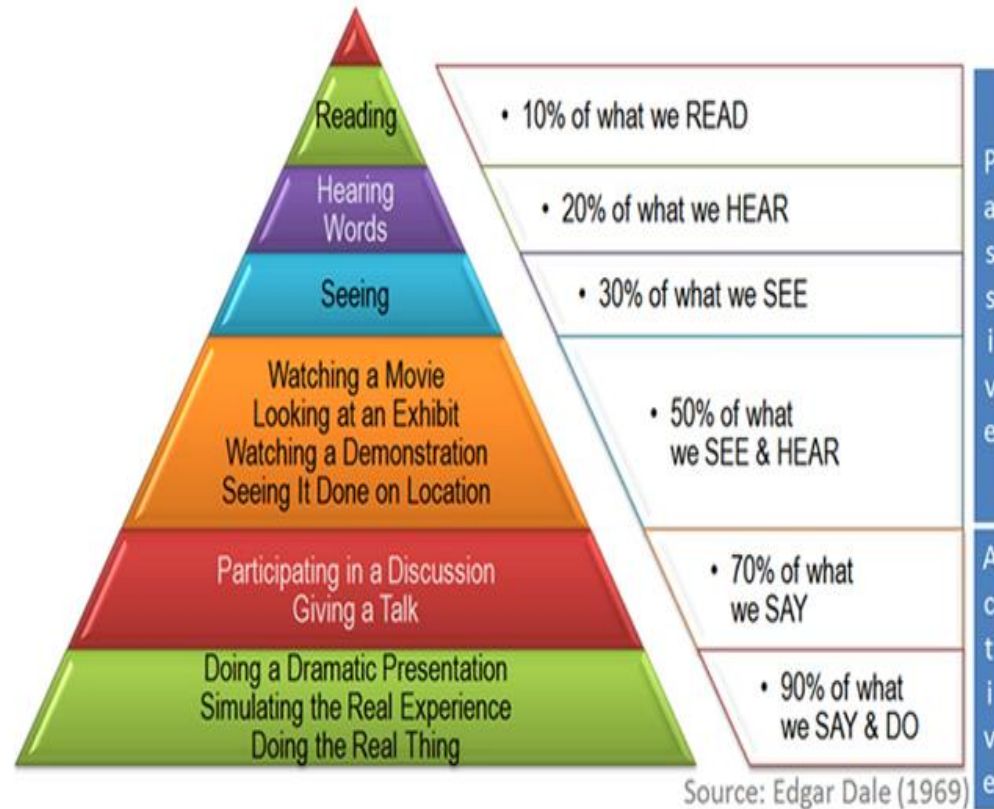 Reading
Hearing
Words
Seeing
Watching a Movie
Looking at an Exhibit
Watching a Demonstration
Seeing It Done on Location
Participating in a Discussion
Giving a Talk
Doing a Dramatic Presentation
Simulating the Real Experience
Doing the Real Thing
• 10% of what we READ
• 20% of what we HEAR
• 30% of what we SEE
• 50% of what
we SEE & HEAR
• 70% of what
we SAY
• 90% of what
we SAY & DO
P
a
s
s
i
v
e
A
c
t
i
v
e
Source: Edgar Dale (1969)